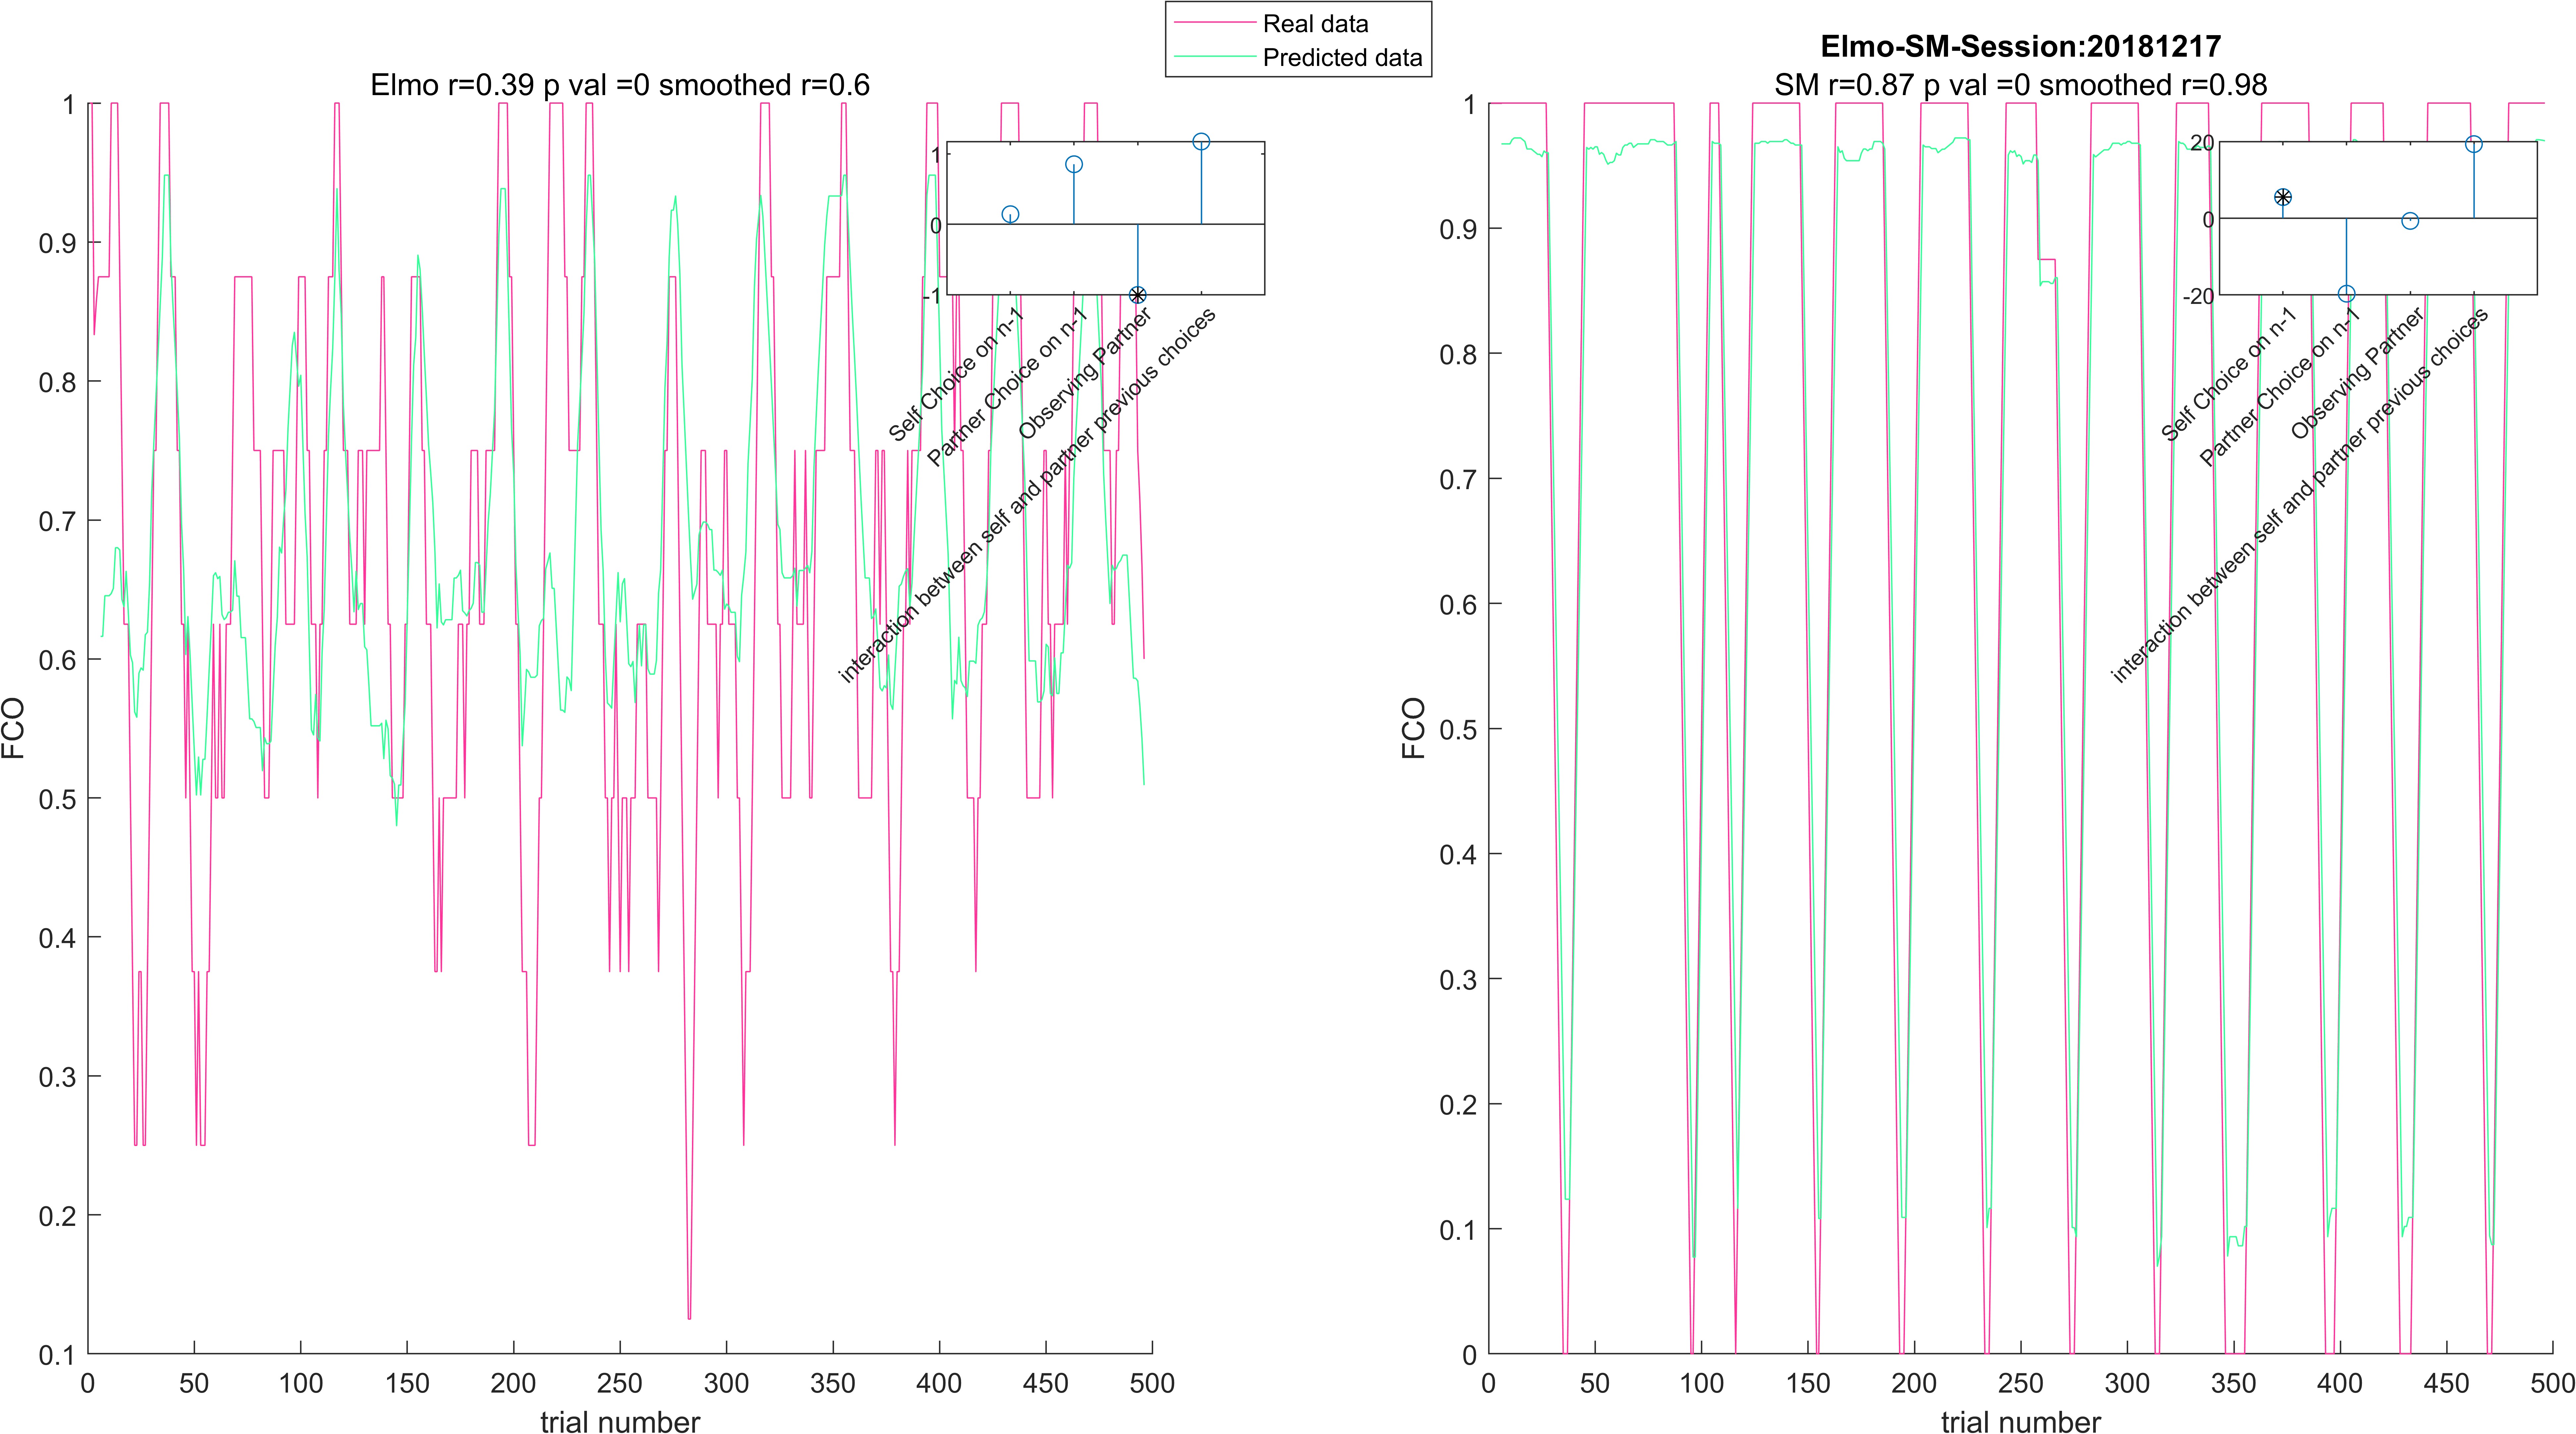 Real data
Predicted data
Elmo-SM-Session:20181217
Elmo r=0.39 p val =0 smoothed r=0.6
SM r=0.87 p val =0 smoothed r=0.98
1
0.9
0.8
0.7
0.6
0.5
0.4
0.3
0.2
0.1
FCO
0
50
100
150
200
250
300
350
400
450
500
trial number
1
0
-1
Self Choice on n-1
Partner Choice on n-1
Observing Partner
interaction between self and partner previous choices
1
0.9
0.8
0.7
0.6
0.5
0.4
0.3
0.2
0.1
0
FCO
0
50
100
150
200
250
300
350
400
450
500
trial number
20
0
-20
Self Choice on n-1
Partner Choice on n-1
Observing Partner
interaction between self and partner previous choices